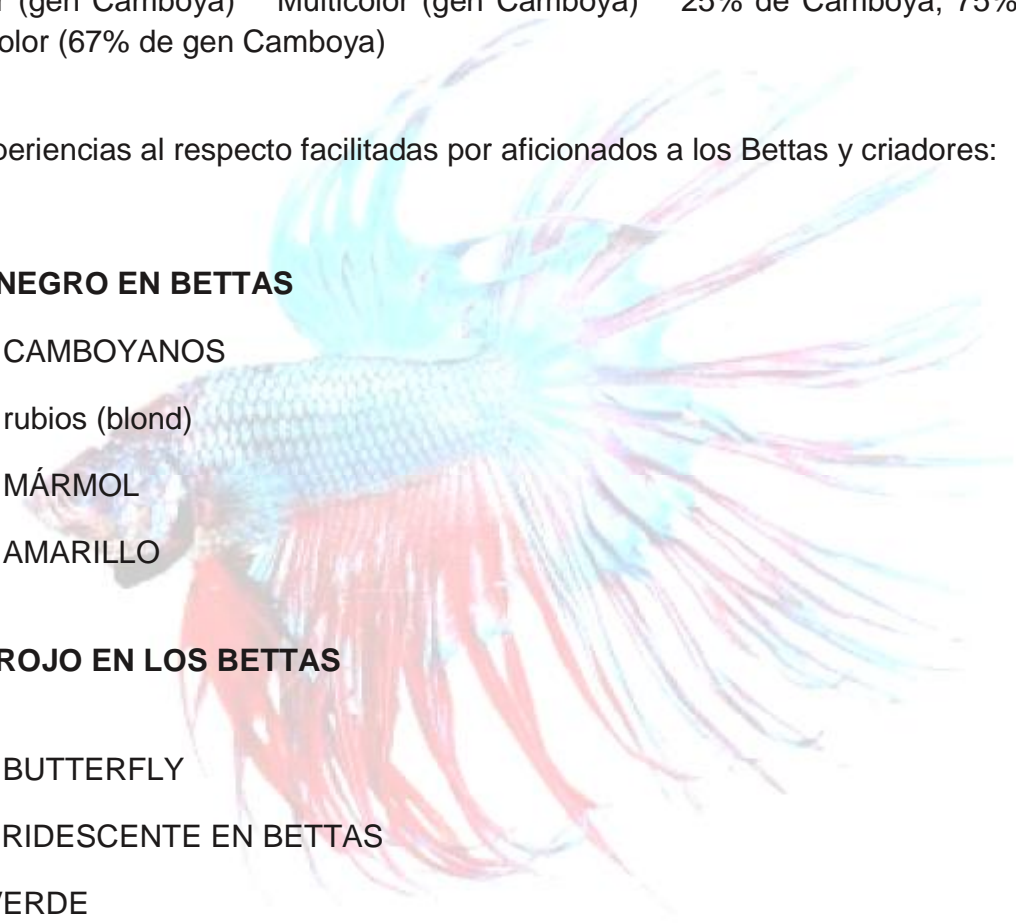 (gen Camboya) Multicolor (gen Camboya) 25% de Camboya, 75%
color (67% de gen Camboya)
periencias al respecto facilitadas por aficionados a los Bettas y criadores:
NEGRO EN BETTAS
CAMBOYANOS
rubios (blond)
MÁRMOL
AMARILLO
ROJO EN LOS BETTAS
BUTTERFLY
RIDESCENTE EN BETTAS
VERDE